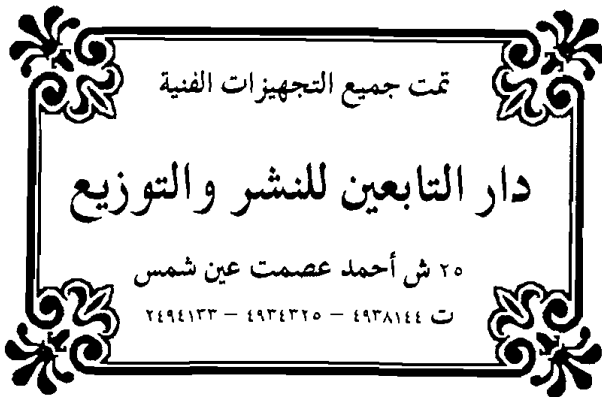 تمت جميع التجهيزات الفنية
دار التابعين للنشر والتوزيع
٢٥ ش أحمد عصمت عين شمس
ت ٤٩٣٨١٤٤ – ٤٩٣٤٣٢٥ – ٢٤٩٤١٣٣